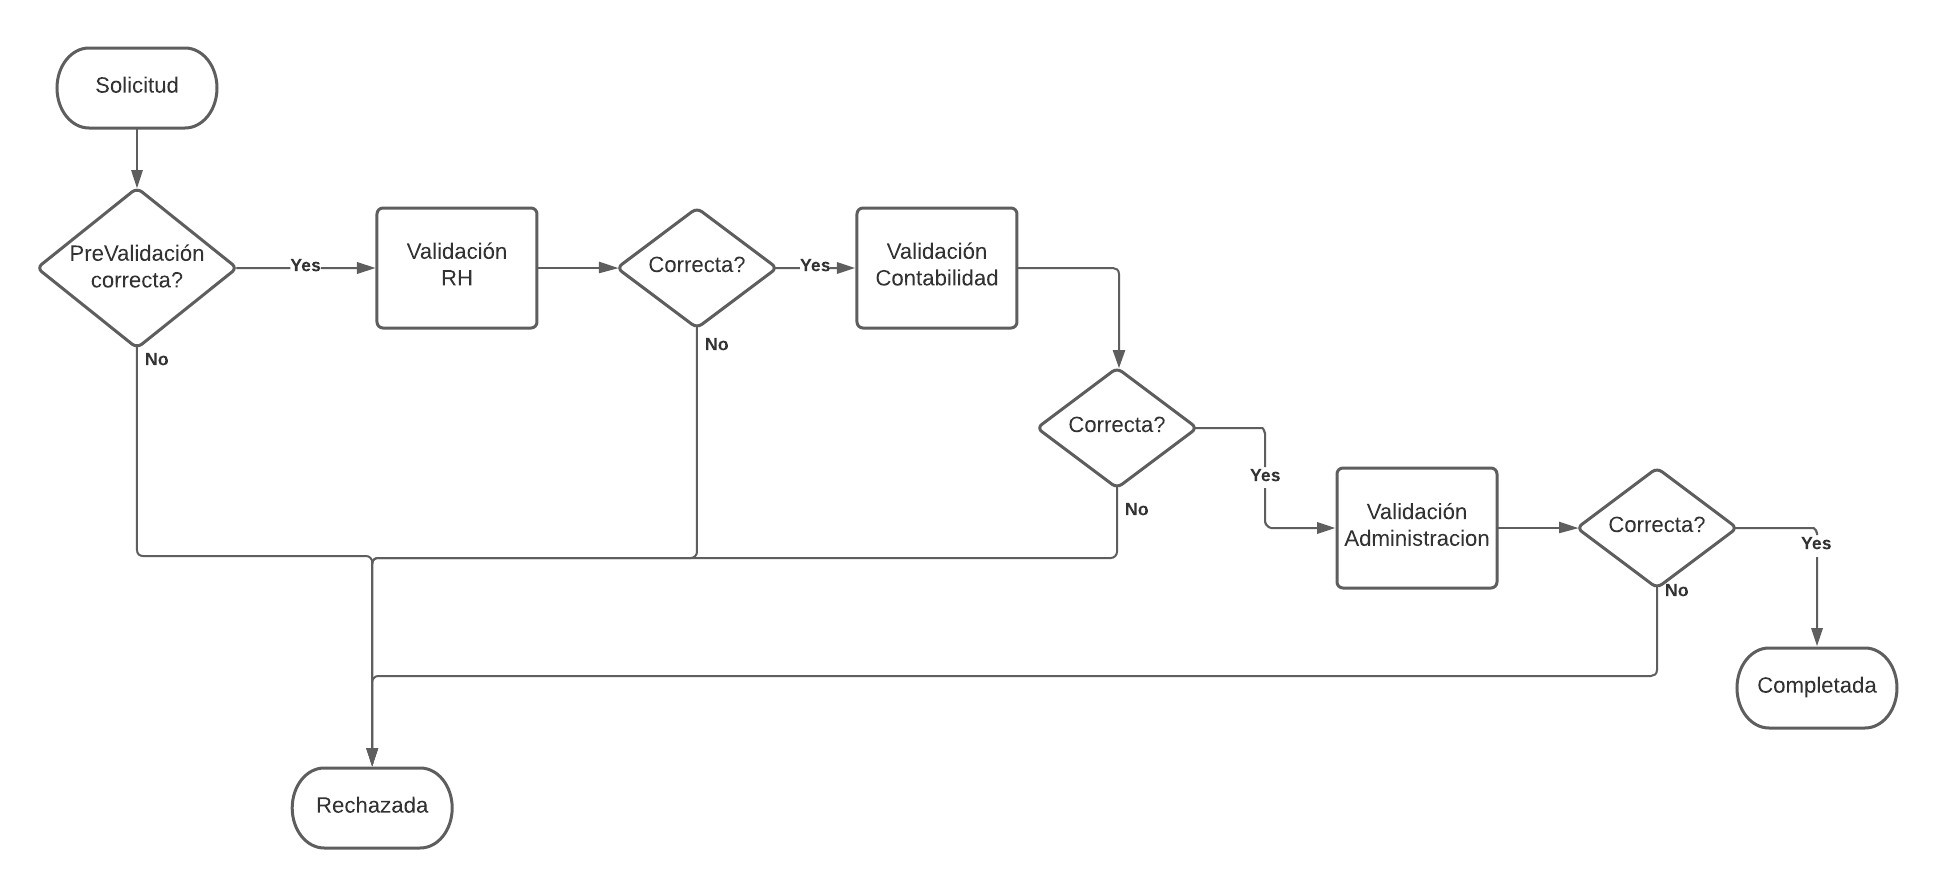 Solicitud
PreValidación
correcta?
Yes
Validación
RH
Correcta?
Yes
Validación
Contabilidad
No
No
Correcta?
Yes
No
Validación
Administracion
Correcta?
Yes
No
Completada
Rechazada